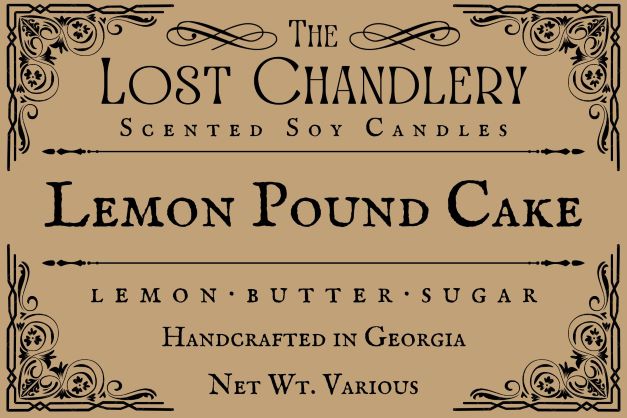 The
Lost Chandlery
Scented Soy Candles
Lemon Pound Cake
LEMON·BUTTER·SUGAR
Handcrafted in Georgia
Net Wt. Various